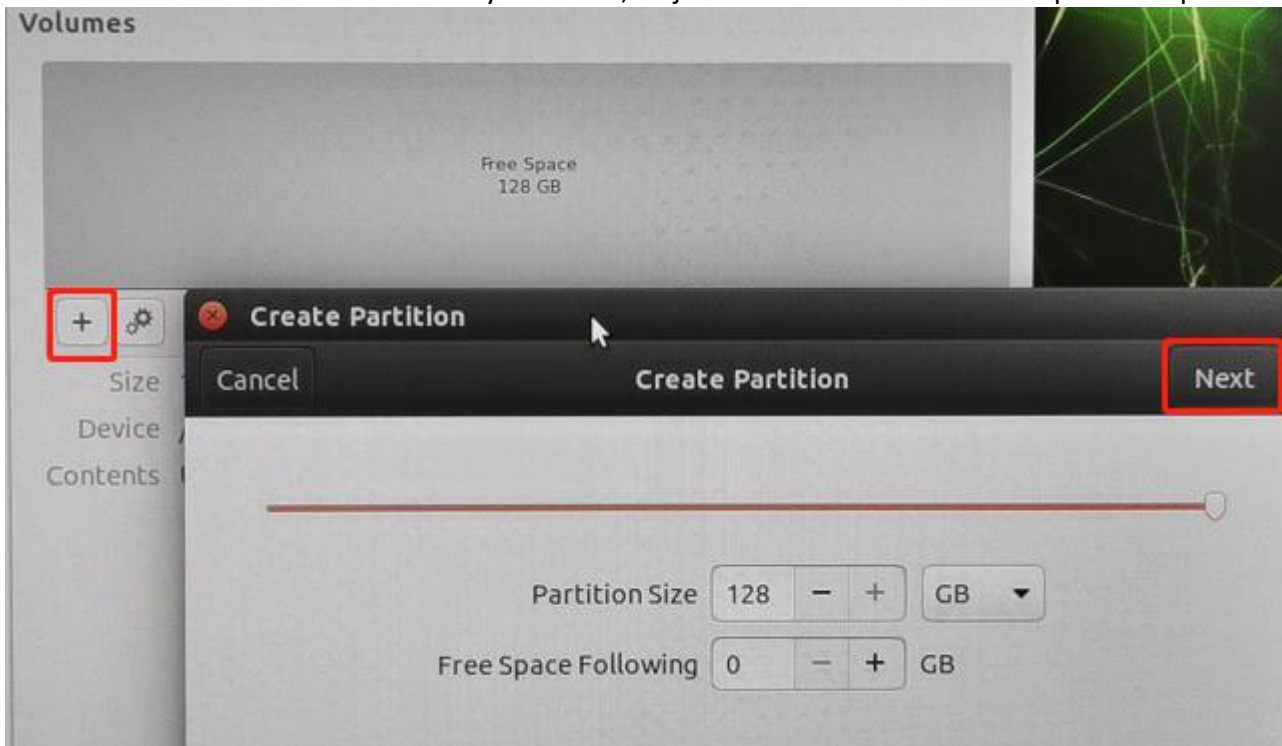 Volumes
Free Space
128 GB
+
Create Partition
Size
Cancel
Create Partition
Next
Device
Contents
Partition Size 128 − + GB
Free Space Following 0 − + GB